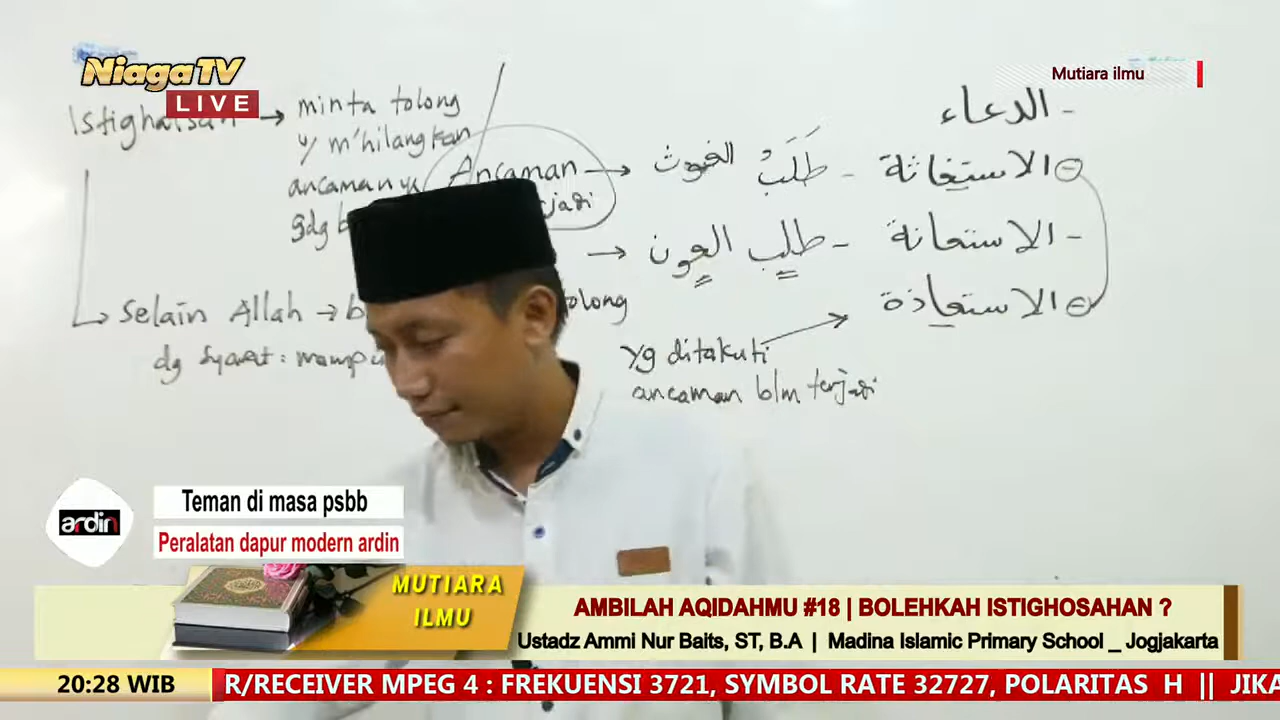 NiagaTV
LIVE
Mutiara ilmu
Istighatsah → minta tolong
u/ m'hilangkan
ancaman yg
sdg
Ancaman →
terjadi
طَلَبُ الغوث
- الدعاء
- الاستغاثة -
→ طلب العون - الاستعانة -
الاستعاذة -
Selain Allah → b
tolong
dg syarat : mampu
yg ditakuti
ancaman blm terjadi
ardin
Teman di masa psbb
Peralatan dapur modern ardin
MUTIARA
ILMU
AMBILAH AQIDAHMU #18 | BOLEHKAH ISTIGHOSAHAN ?
Ustadz Ammi Nur Baits, ST, B.A | Madina Islamic Primary School _ Jogjakarta
20:28 WIB
R/RECEIVER MPEG 4 : FREKUENSI 3721, SYMBOL RATE 32727, POLARITAS H || JIKA